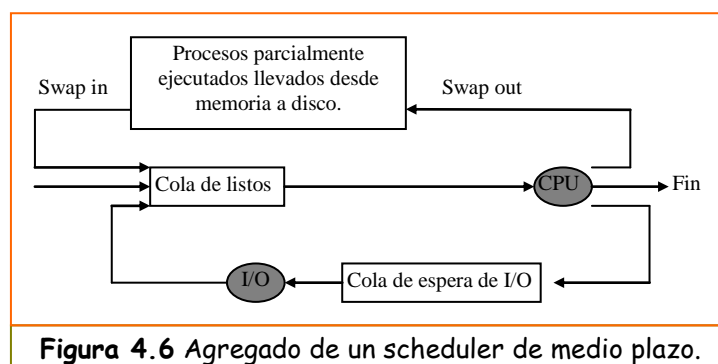 Procesos parcialmente
ejecutados llevados desde
memoria a disco.
Swap in
Swap out
Cola de listos
CPU
Fin
I/O
Cola de espera de I/O
Figura 4.6 Agregado de un scheduler de medio plazo.